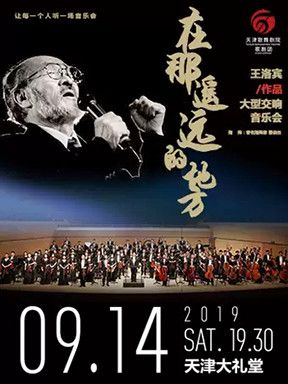 让每一个人听一场音乐会
天津歌舞剧院
歌剧团
在那遥远的地方
王洛宾
/作品
大型交响
音乐会
09.14
2019
SAT. 19.30
天津大礼堂